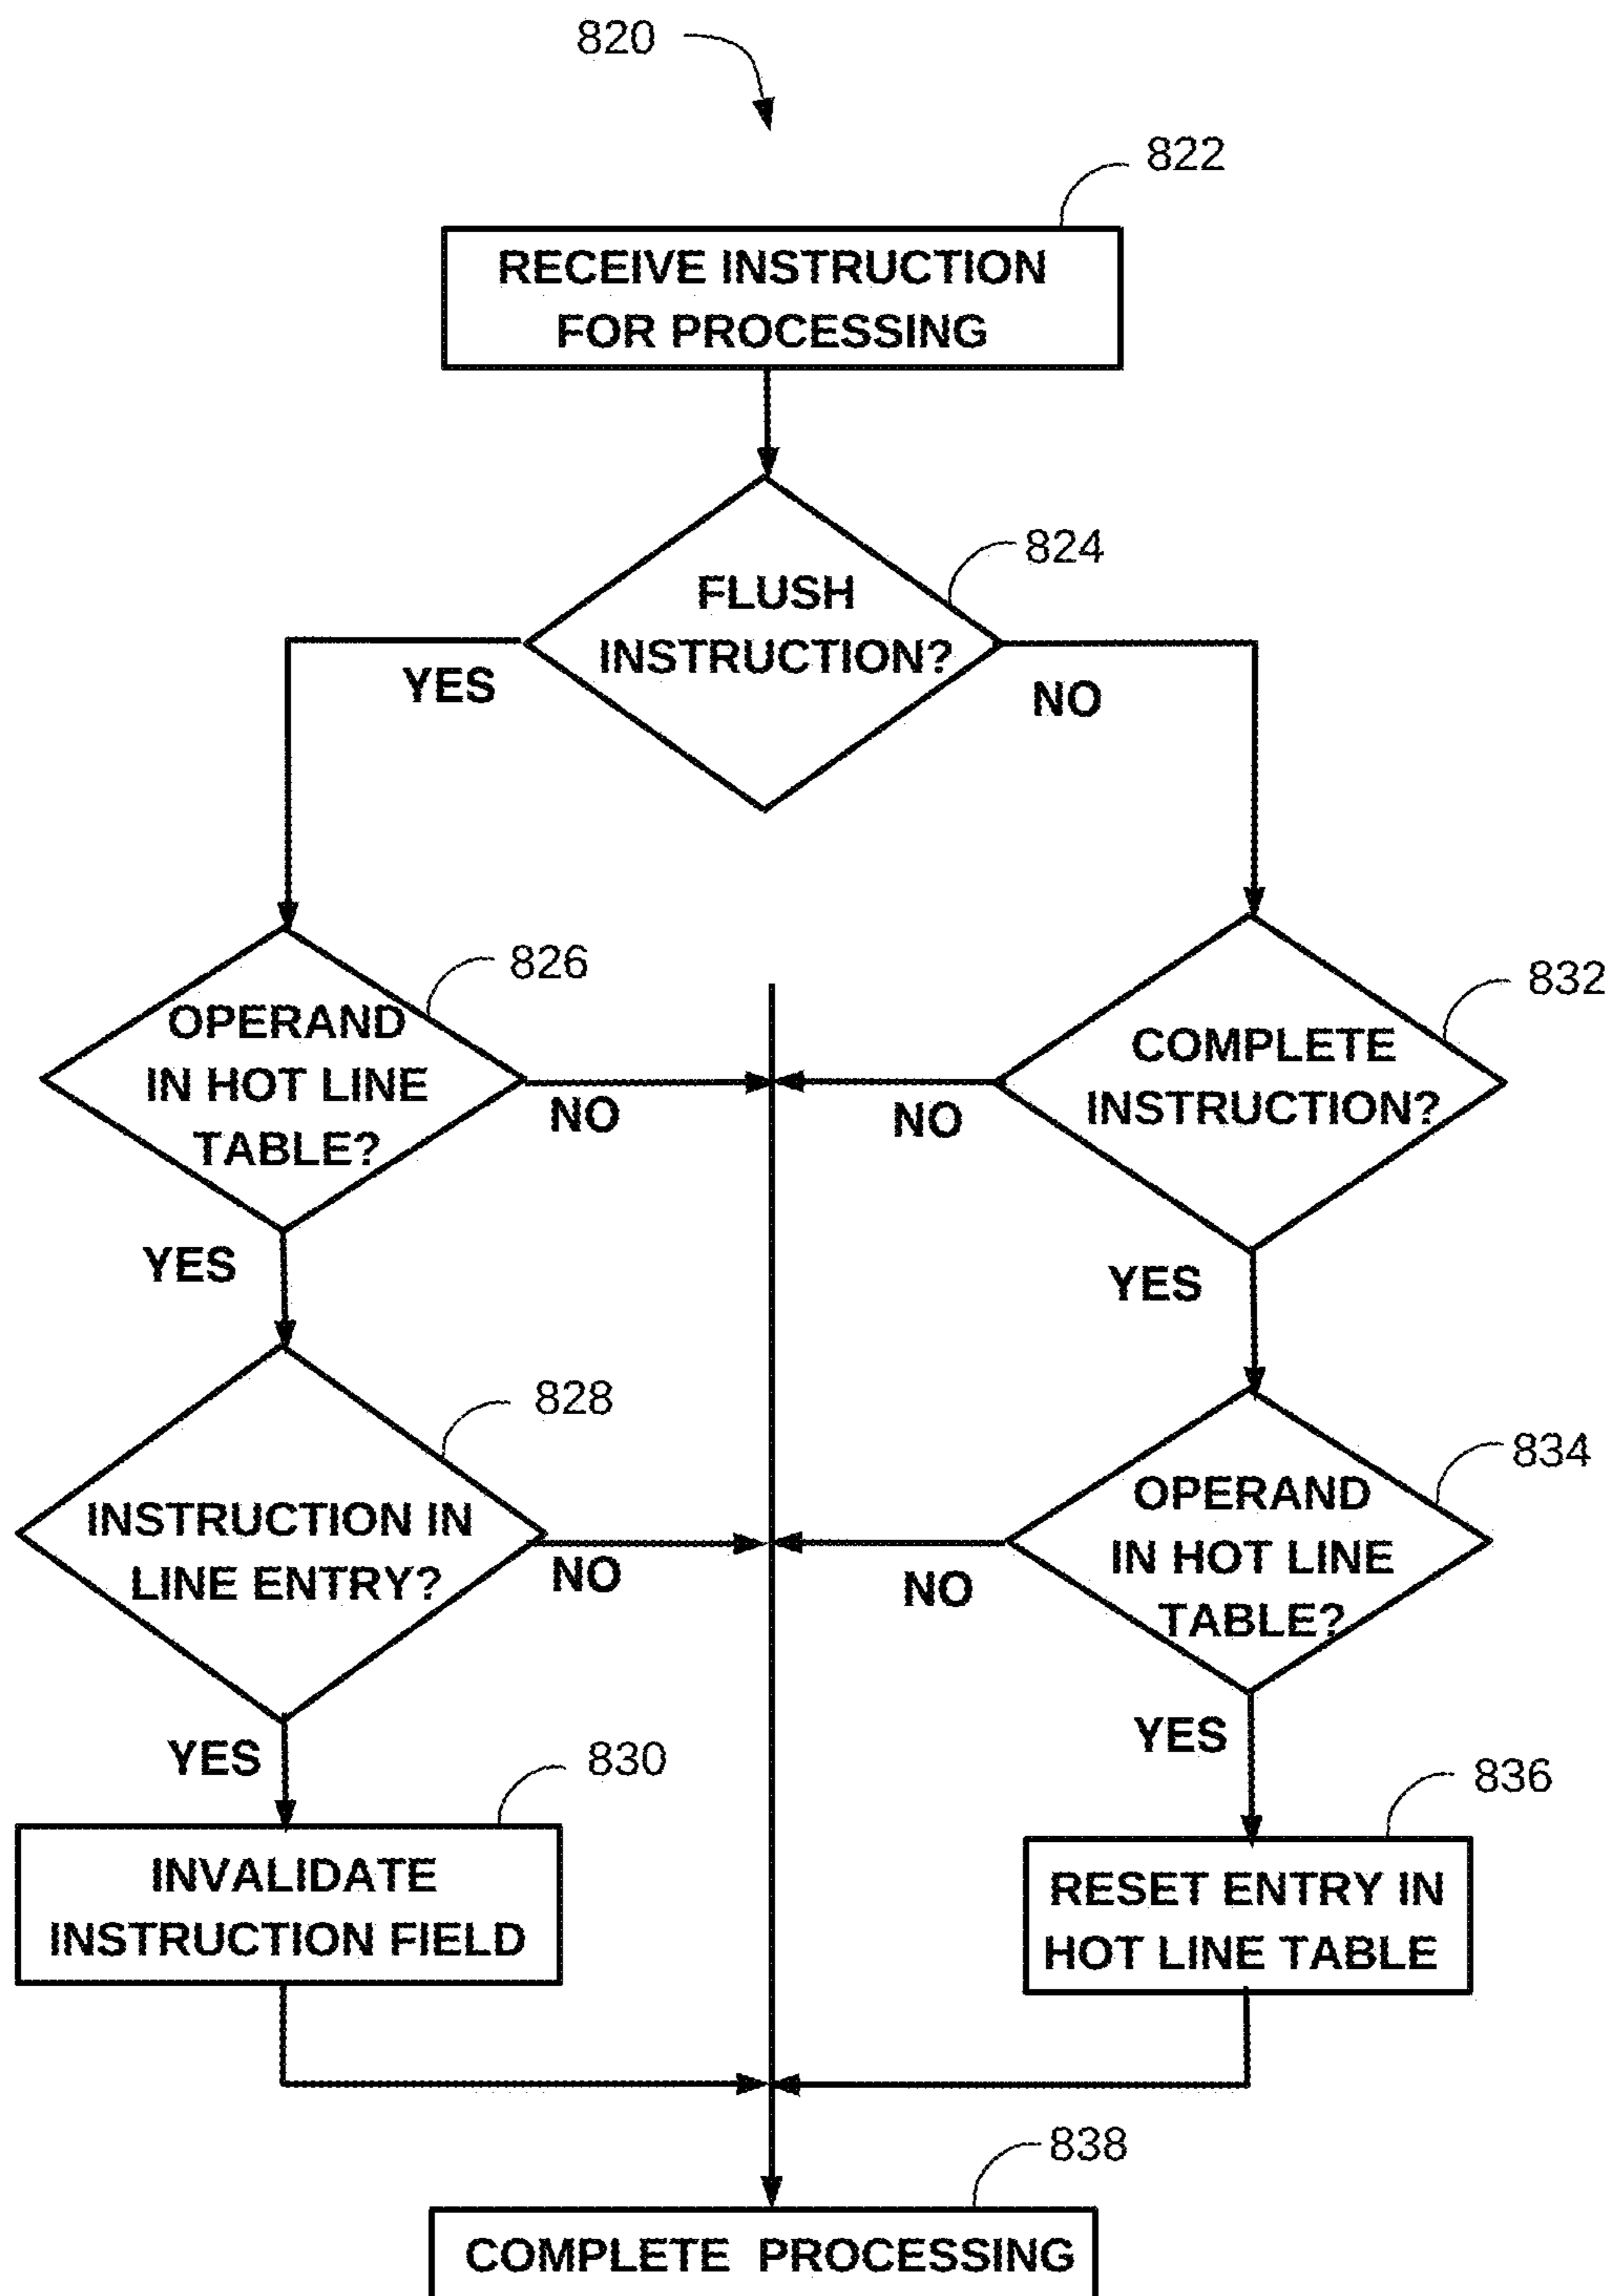 820
822
RECEIVE INSTRUCTION
FOR PROCESSING
824
FLUSH
INSTRUCTION?
YES
NO
826
OPERAND
IN HOT LINE
TABLE?
NO
832
COMPLETE
INSTRUCTION?
NO
YES
YES
828
INSTRUCTION IN
LINE ENTRY?
NO
834
OPERAND
IN HOT LINE
TABLE?
NO
YES
YES
830
INVALIDATE
INSTRUCTION FIELD
836
RESET ENTRY IN
HOT LINE TABLE
838
COMPLETE PROCESSING